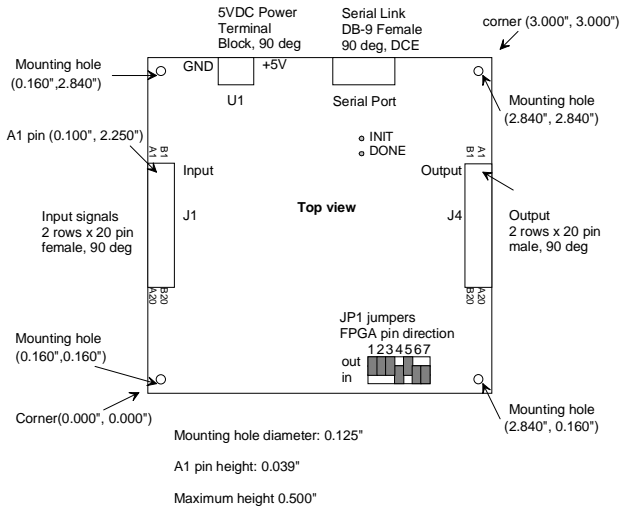 5VDC Power
Terminal
Block, 90 deg
Serial Link
DB-9 Female
90 deg, DCE
corner (3.000", 3.000")
GND
+5V
U1
Serial Port
Mounting hole
(0.160",2.840")
Mounting hole
(2.840", 2.840")
A1 pin (0.100", 2.250")
INIT
DONE
A1
B1
B1
A1
Input
Output
J1
Top view
J4
Input signals
2 rows x 20 pin
female, 90 deg
Output
2 rows x 20 pin
male, 90 deg
A20
B20
B20
A20
JP1 jumpers
FPGA pin direction
1234567
out
in
Mounting hole
(0.160",0.160")
Corner(0.000", 0.000")
Mounting hole
(2.840", 0.160")
Mounting hole diameter: 0.125"
A1 pin height: 0.039"
Maximum height 0.500"